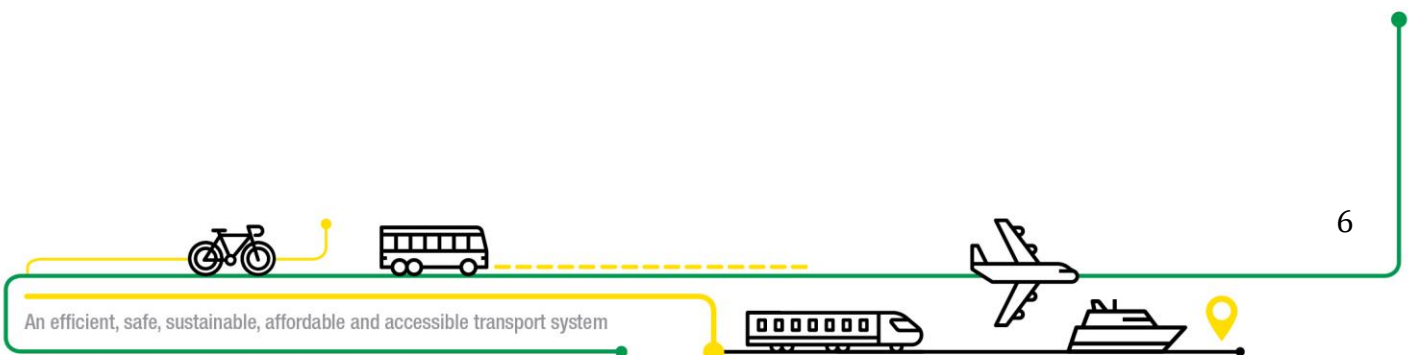 6
An efficient, safe, sustainable, affordable and accessible transport system